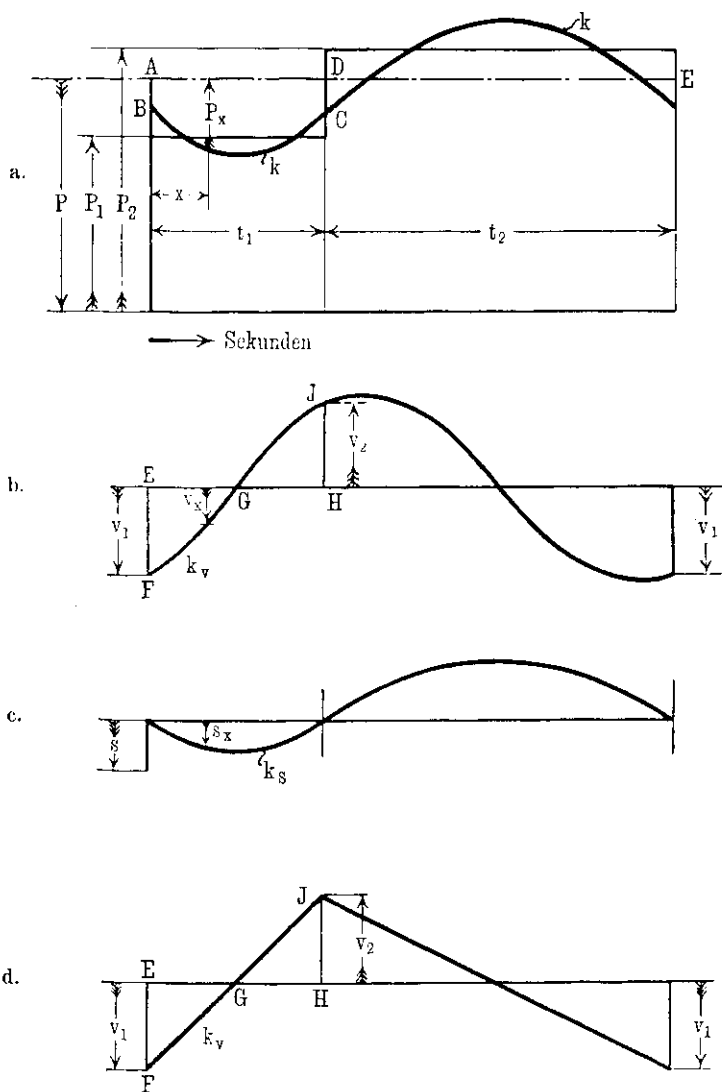 k
A
D
E
B
P_x
C
k
a.
P
P_1
P_2
x
t_1
t_2
Sekunden
J
v_2
b.
E
v_x
G
H
v_1
v_1
k_v
F
c.
s
s_x
k_s
J
v_2
d.
E
G
H
v_1
k_v
v_1
F